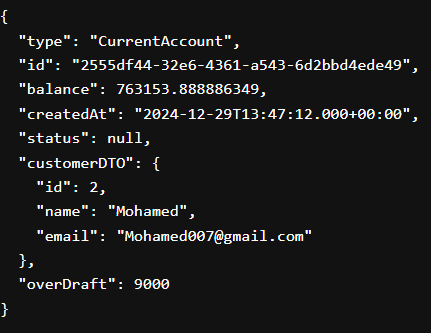 {
  "type": "CurrentAccount",
  "id": "2555df44-32e6-4361-a543-6d2bbd4ede49",
  "balance": 763153.888886349,
  "createdAt": "2024-12-29T13:47:12.000+00:00",
  "status": null,
  "customerDTO": {
    "id": 2,
    "name": "Mohamed",
    "email": "Mohamed007@gmail.com"
  },
  "overDraft": 9000
}